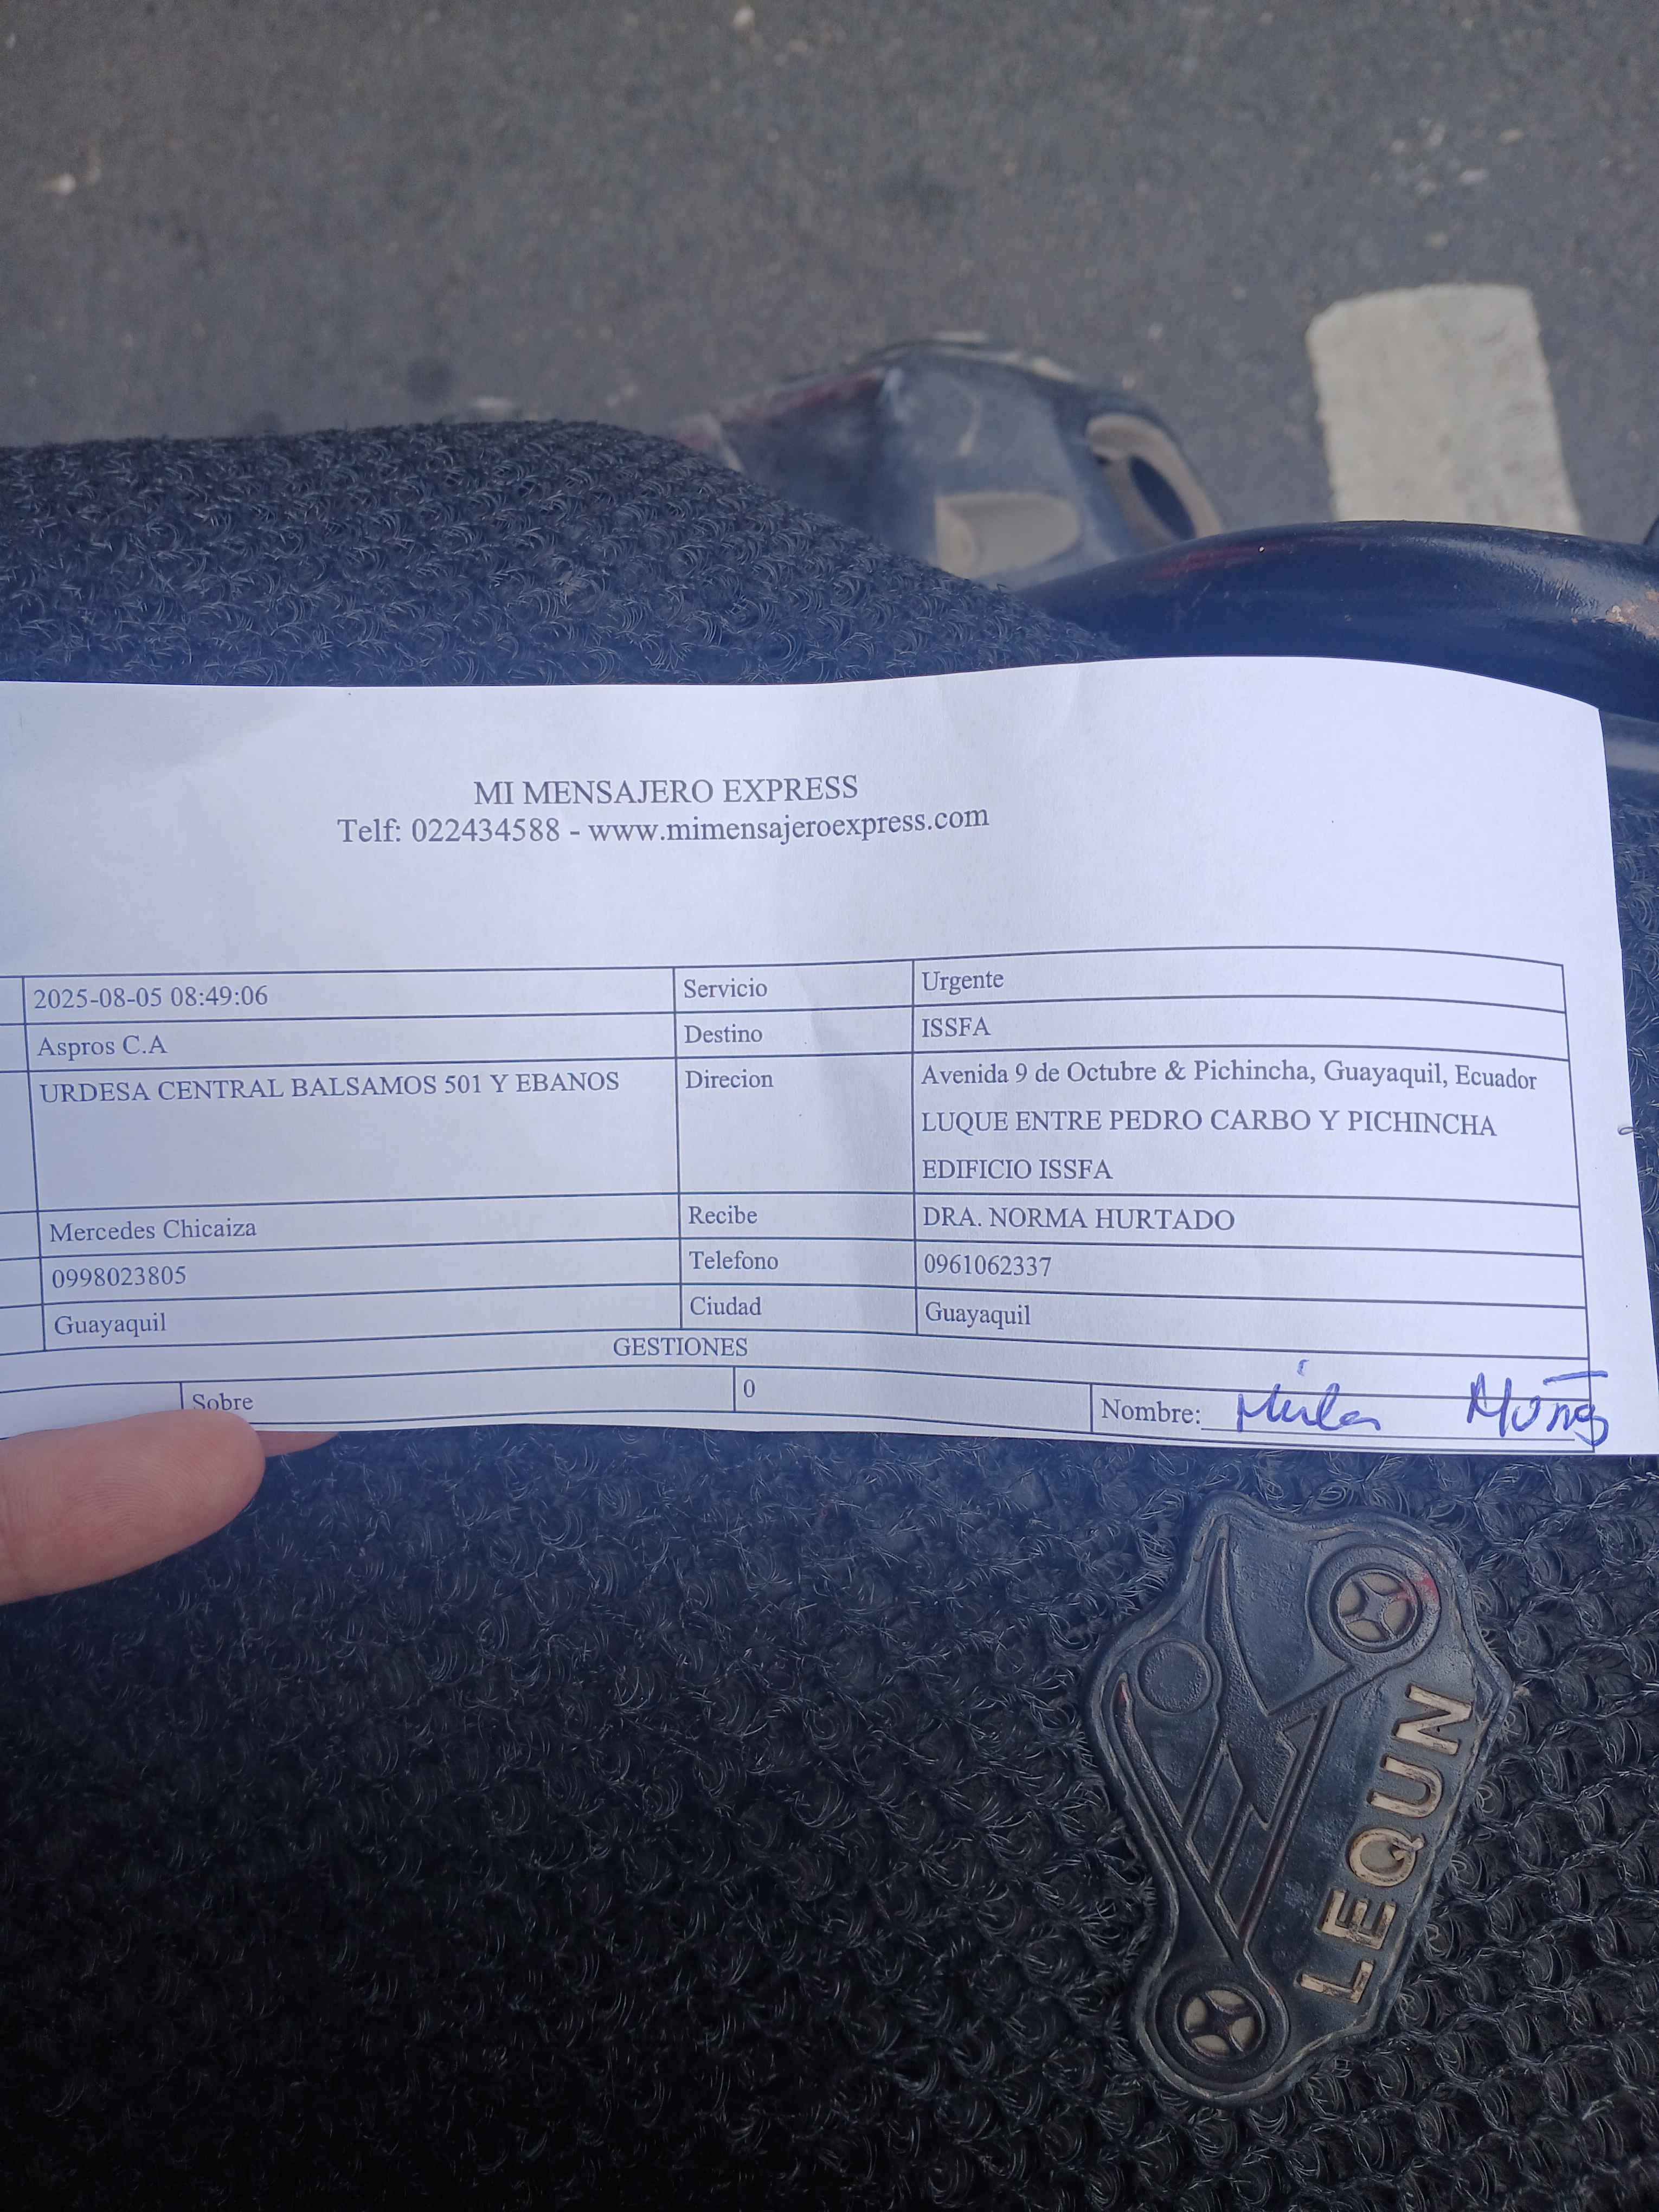 MI MENSAJERO EXPRESS
Telf: 022434588 - www.mimensajeroexpress.com
2025-08-05 08:49:06 Servicio Urgente
Aspros C.A Destino ISSFA
URDESA CENTRAL BALSAMOS 501 Y EBANOS Direcion Avenida 9 de Octubre & Pichincha, Guayaquil, Ecuador
LUQUE ENTRE PEDRO CARBO Y PICHINCHA
EDIFICIO ISSFA
Mercedes Chicaiza Recibe DRA. NORMA HURTADO
0998023805 Telefono 0961062337
Guayaquil Ciudad Guayaquil
GESTIONES
Sobre 0 Nombre:
LEQUN